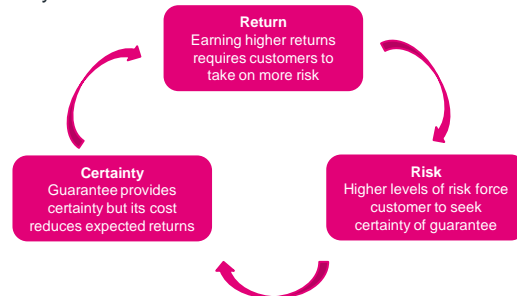 Return
Earning higher returns
requires customers to
take on more risk
Certainty
Guarantee provides
certainty but its cost
reduces expected returns
Risk
Higher levels of risk force
customer to seek
certainty of guarantee